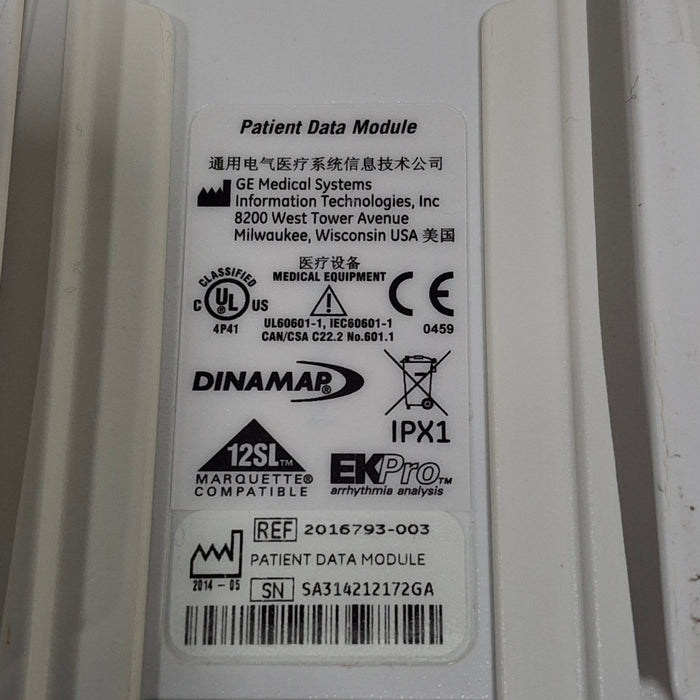 Patient Data Module
通用电气医疗系统信息技术公司
GE Medical Systems
Information Technologies, Inc
8200 West Tower Avenue
Milwaukee, Wisconsin USA 美国
医疗设备
MEDICAL EQUIPMENT
CLASSIFIED
C UL® US
4P41
UL60601-1, IEC60601-1
CAN/CSA C22.2 No.601.1
CE
0459
DINAMAP®
IPX1
12SL™
MARQUETTE®
COMPATIBLE
EKPro™
arrhythmia analysis
REF 2016793-003
PATIENT DATA MODULE
2014-05
SN SA314212172GA